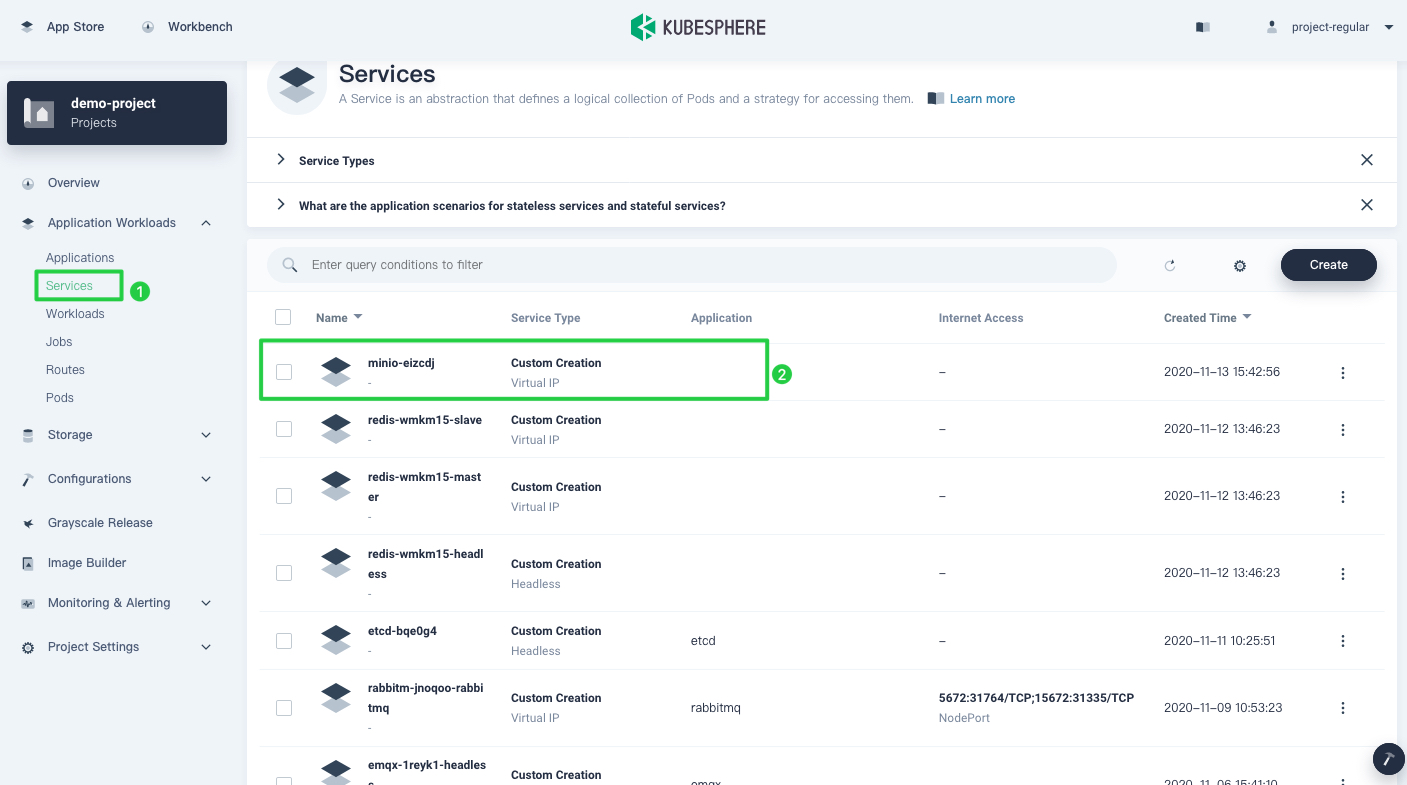 App Store
Workbench
KUBESPHERE
project-regular
demo-project
Projects
Overview
Application Workloads
Applications
Services
1
Workloads
Jobs
Routes
Pods
Storage
Configurations
Grayscale Release
Image Builder
Monitoring & Alerting
Project Settings
Services
A Service is an abstraction that defines a logical collection of Pods and a strategy for accessing them.
Learn more
Service Types
What are the application scenarios for stateless services and stateful services?
Enter query conditions to filter
Create
Name
Service Type
Application
Internet Access
Created Time
minio-eizcdj
-
Custom Creation
Virtual IP
–
2020-11-13 15:42:56
2
redis-wmkm15-slave
-
Custom Creation
Virtual IP
–
2020-11-12 13:46:23
redis-wmkm15-mast
er
-
Custom Creation
Virtual IP
–
2020-11-12 13:46:23
redis-wmkm15-headl
ess
-
Custom Creation
Headless
–
2020-11-12 13:46:23
etcd-bqe0g4
-
Custom Creation
Headless
etcd
–
2020-11-11 10:25:51
rabbitm-jnoqoo-rabbi
tmq
-
Custom Creation
Virtual IP
rabbitmq
5672:31764/TCP;15672:31335/TCP
NodePort
2020-11-09 10:53:23
emqx-1reyk1-headles
s
Custom Creation
emqx
2020-11-06 15:41:10